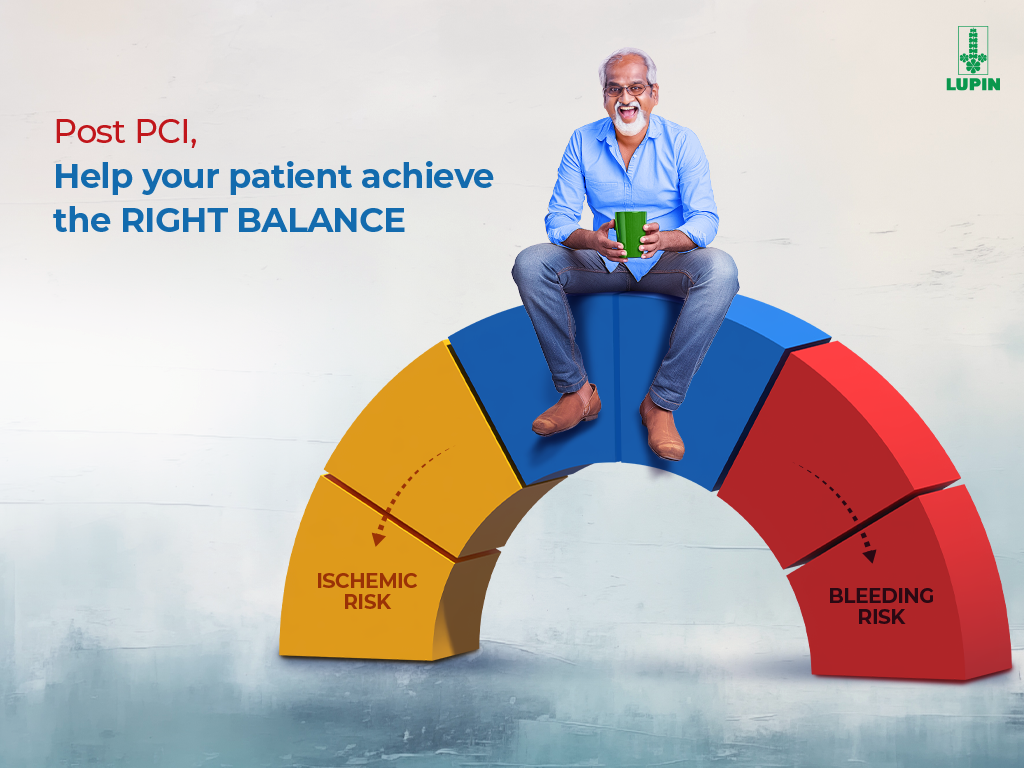 LUPIN
Post PCI,
Help your patient achieve
the RIGHT BALANCE
ISCHEMIC
RISK
BLEEDING
RISK